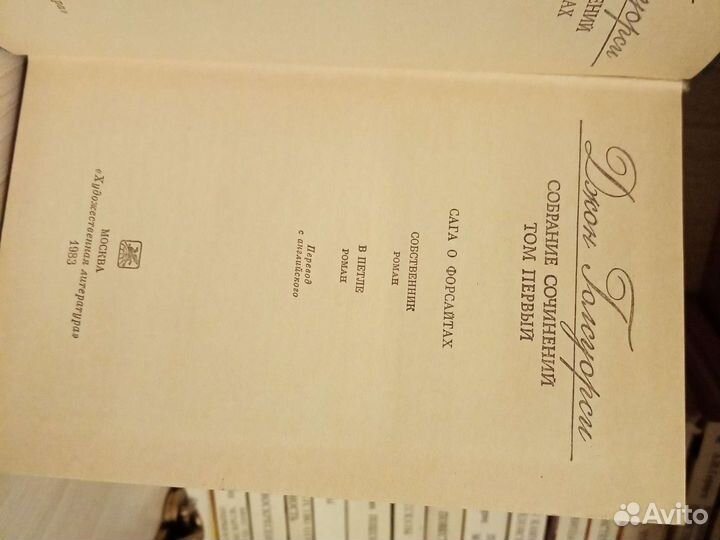 Джон Голсуорси
СОБРАНИЕ СОЧИНЕНИЙ
ТОМ ПЕРВЫЙ
САГА О ФОРСАЙТАХ
СОБСТВЕННИК
РОМАН
В ПЕТЛЕ
РОМАН
Перевод
с английского
МОСКВА
«Художественная литература»
1983
Avito